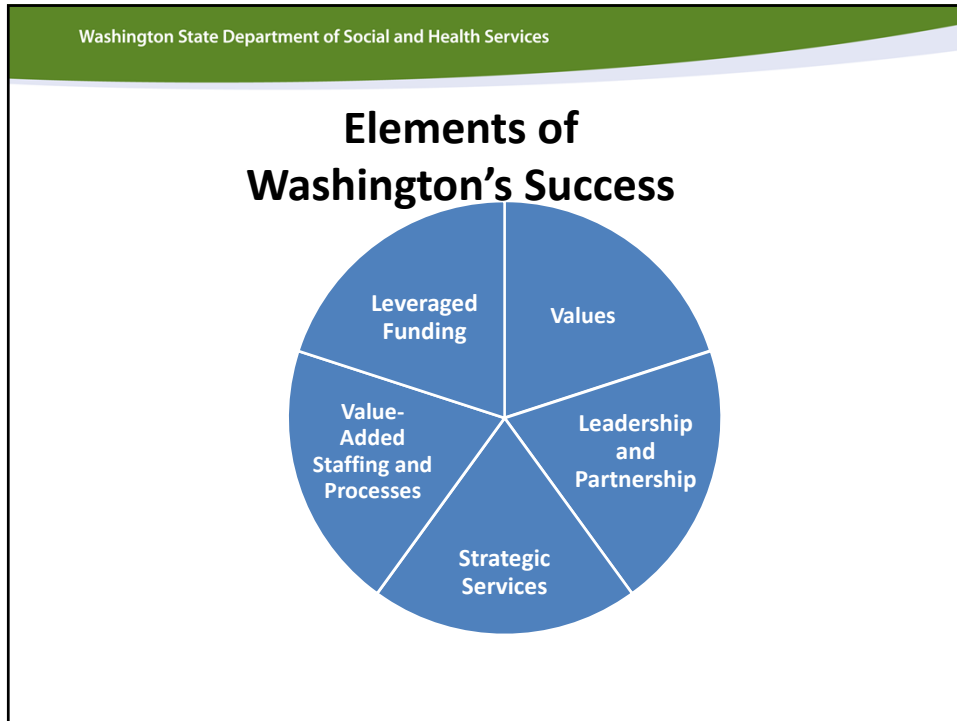 Washington State Department of Social and Health Services
Elements of
Washington’s Success
Leveraged
Funding
Values
Value-
Added
Staffing and
Processes
Leadership
and
Partnership
Strategic
Services